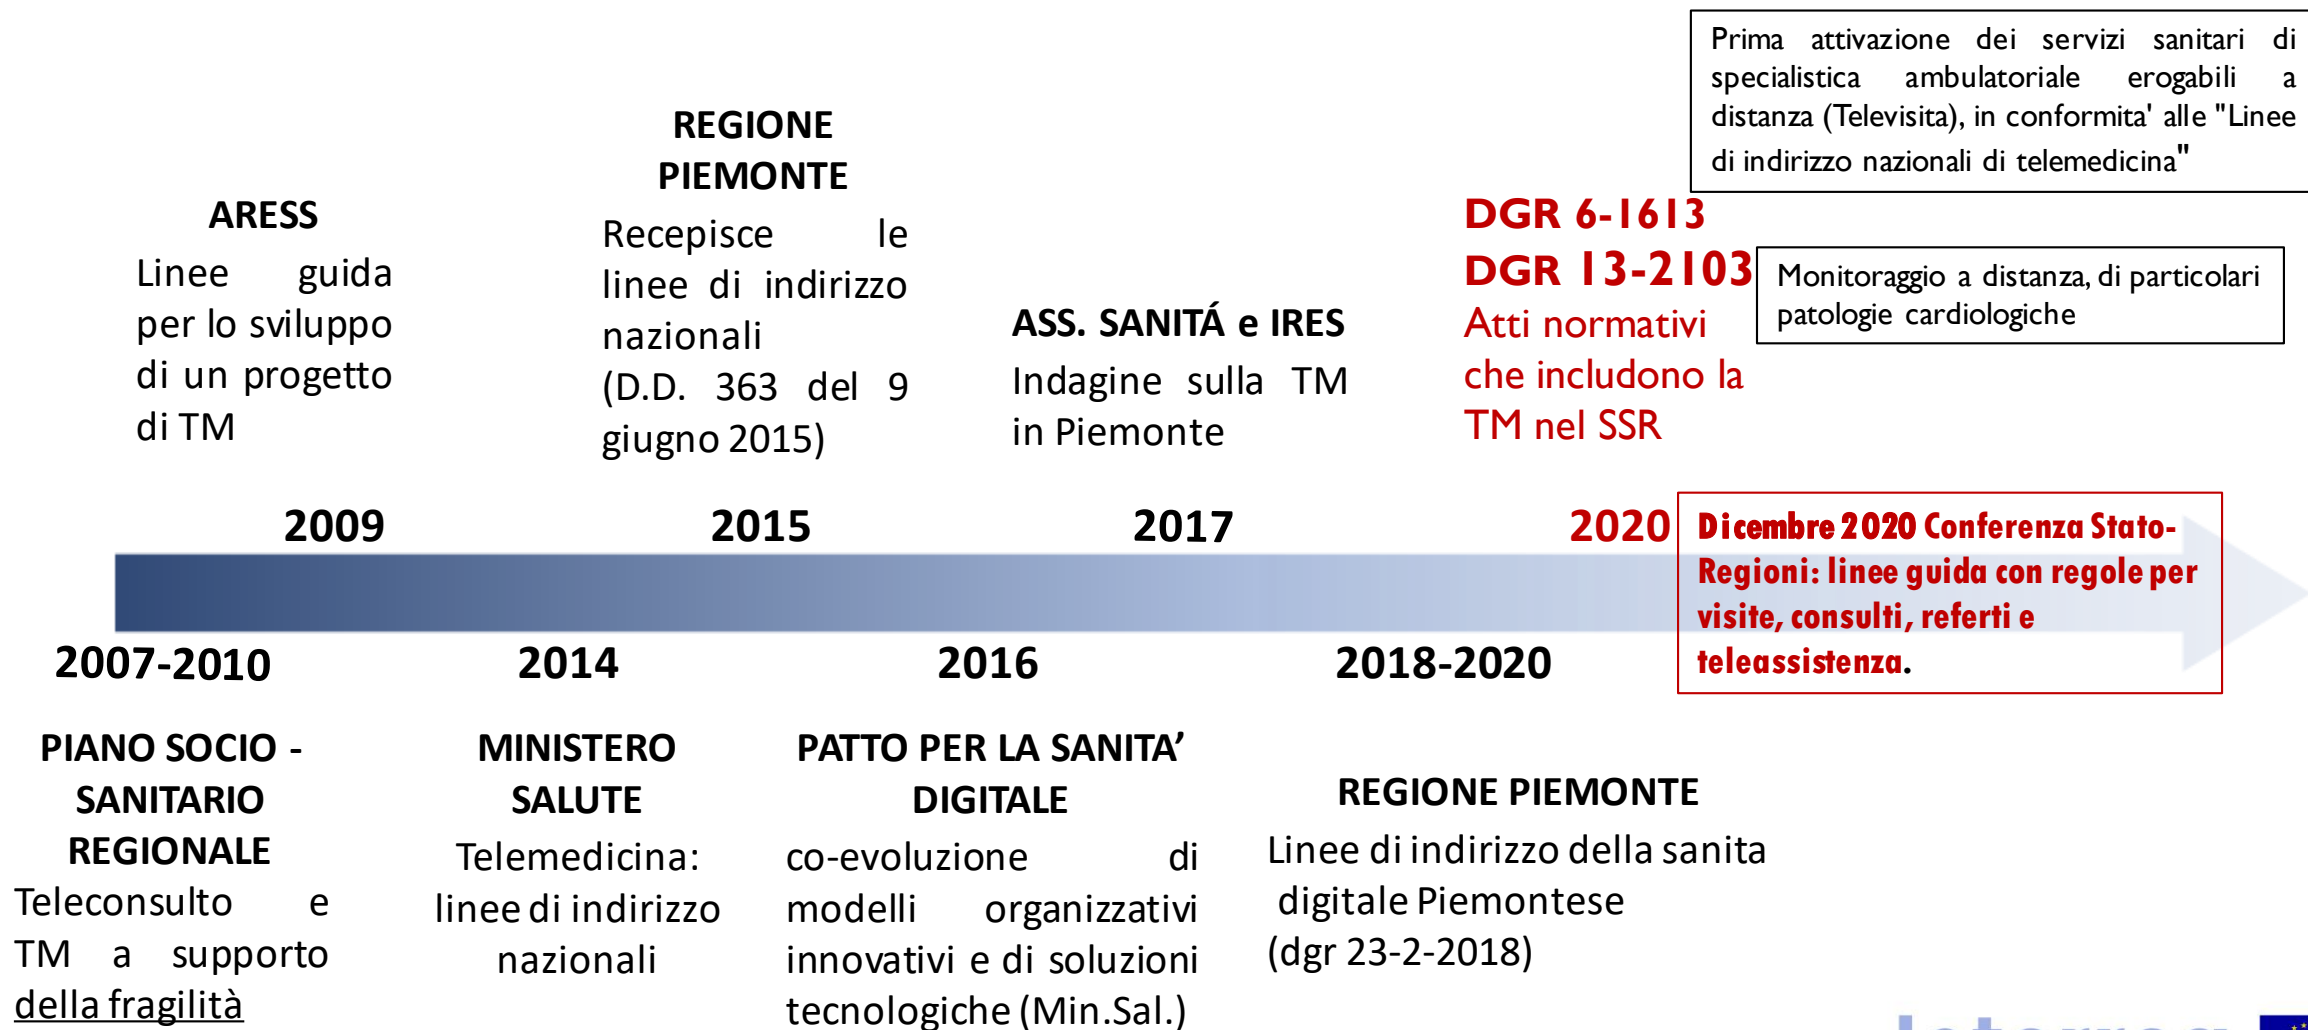 Prima attivazione dei servizi sanitari di
specialistica ambulatoriale erogabili a
distanza (Televisita), in conformita' alle "Linee
di indirizzo nazionali di telemedicina"
REGIONE
PIEMONTE
Recepisce le
linee di indirizzo
nazionali
(D.D. 363 del 9
giugno 2015)
ARESS
Linee guida
per lo sviluppo
di un progetto
di TM
ASS. SANITÁ e IRES
Indagine sulla TM
in Piemonte
DGR 6-1613
DGR 13-2103
Atti normativi
che includono la
TM nel SSR
Monitoraggio a distanza, di particolari
patologie cardiologiche
2009
2015
2017
2020
Dicembre 2020 Conferenza Stato-
Regioni: linee guida con regole per
visite, consulti, referti e
teleassistenza.
2007-2010
2014
2016
2018-2020
PIANO SOCIO -
SANITARIO
REGIONALE
Teleconsulto e
TM a supporto
della fragilità
MINISTERO
SALUTE
Telemedicina:
linee di indirizzo
nazionali
PATTO PER LA SANITA’
DIGITALE
co-evoluzione di
modelli organizzativi
innovativi e di soluzioni
tecnologiche (Min.Sal.)
REGIONE PIEMONTE
Linee di indirizzo della sanita
digitale Piemontese
(dgr 23-2-2018)